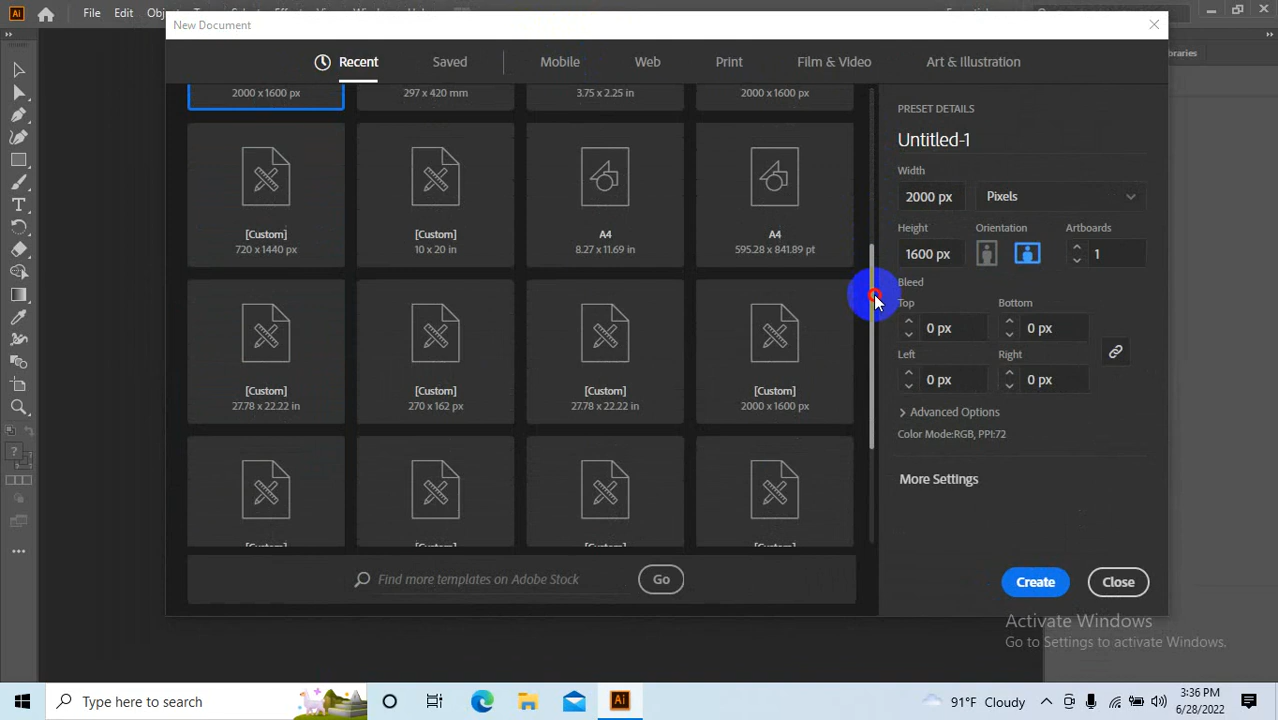 Ai
File Edit Obj
New Document
Recent Saved Mobile Web Print Film & Video Art & Illustration
raries
2000 x 1600 px
297 x 420 mm
3.75 x 2.25 in
2000 x 1600 px
[Custom]
720 x 1440 px
[Custom]
10 x 20 in
A4
8.27 x 11.69 in
A4
595.28 x 841.89 pt
[Custom]
27.78 x 22.22 in
[Custom]
270 x 162 px
[Custom]
27.78 x 22.22 in
[Custom]
2000 x 1600 px
Find more templates on Adobe Stock
Go
PRESET DETAILS
Untitled-1
Width
2000 px Pixels
Height Orientation Artboards
1600 px 1
Bleed
Top Bottom
0 px 0 px
Left Right
0 px 0 px
Advanced Options
Color Mode:RGB, PPI:72
More Settings
Create Close
Activate Windows
Go to Settings to activate Windows.
Type here to search
Ai
91°F Cloudy
3:36 PM
6/28/2022